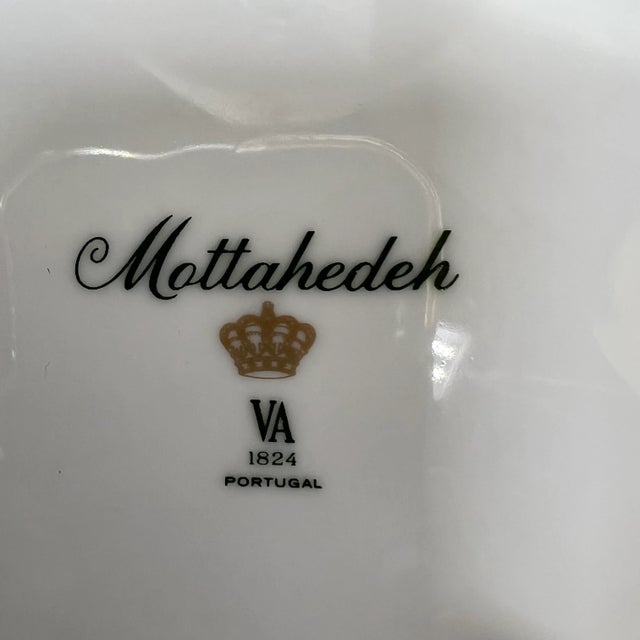 Mottahedeh
VA
1824
PORTUGAL